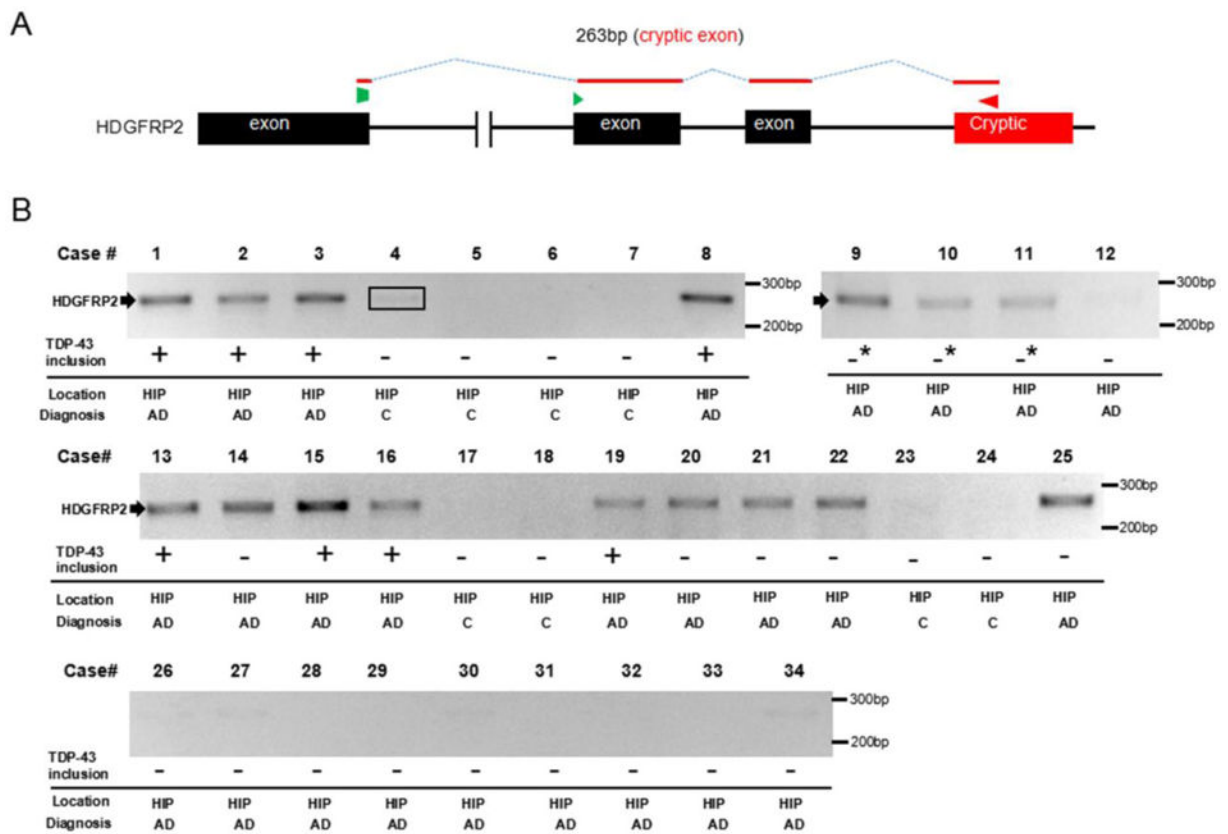 A
263bp (cryptic exon)
HDGFRP2 exon exon exon Cryptic
B
Case # 1 2 3 4 5 6 7 8 9 10 11 12
300bp 300bp
HDGFRP2
200bp 200bp
TDP-43 inclusion + + + - - - - + -* -* -* -
Location HIP HIP HIP HIP HIP HIP HIP HIP HIP HIP HIP HIP
Diagnosis AD AD AD C C C C AD AD AD AD AD
Case# 13 14 15 16 17 18 19 20 21 22 23 24 25
300bp
HDGFRP2
200bp
TDP-43 inclusion + - + + - - + - - - - - -
Location HIP HIP HIP HIP HIP HIP HIP HIP HIP HIP HIP HIP HIP
Diagnosis AD AD AD AD C C AD AD AD AD C C AD
Case# 26 27 28 29 30 31 32 33 34
300bp
200bp
TDP-43 inclusion - - - - - - - - -
Location HIP HIP HIP HIP HIP HIP HIP HIP HIP
Diagnosis AD AD AD AD AD AD AD AD AD